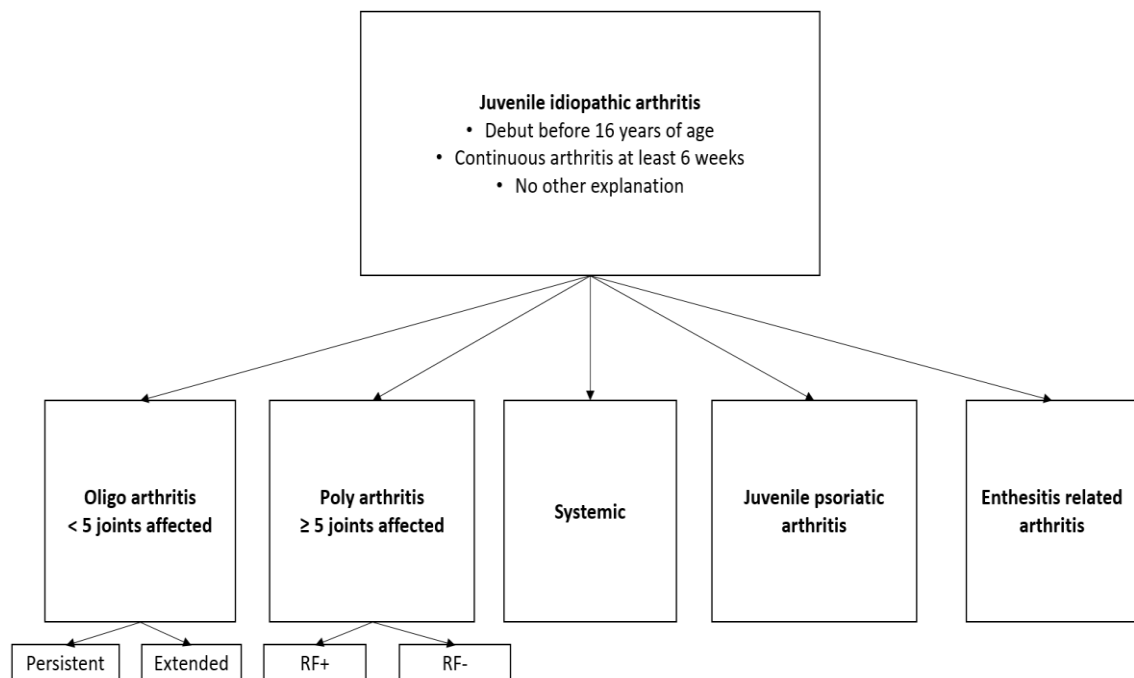 Juvenile idiopathic arthritis
• Debut before 16 years of age
• Continuous arthritis at least 6 weeks
• No other explanation
Oligo arthritis
< 5 joints affected
Poly arthritis
≥ 5 joints affected
Systemic
Juvenile psoriatic
arthritis
Enthesitis related
arthritis
Persistent
Extended
RF+
RF-